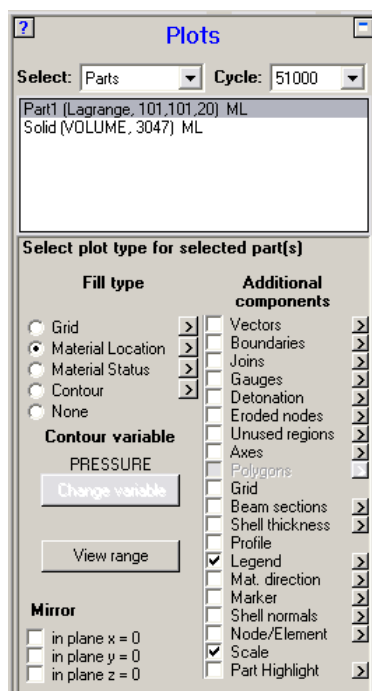 ?
Plots
Select: Parts Cycle: 51000
Part1 (Lagrange, 101,101,20) ML
Solid (VOLUME, 3047) ML
Select plot type for selected part(s)
Fill type
Grid >
Material Location >
Material Status >
Contour >
None
Contour variable
PRESSURE
Change variable
View range
Mirror
in plane x = 0
in plane y = 0
in plane z = 0
Additional
components
Vectors >
Boundaries >
Joins >
Gauges >
Detonation >
Eroded nodes >
Unused regions >
Axes >
Polygons >
Grid
Beam sections >
Shell thickness >
Profile
Legend >
Mat. direction >
Marker >
Shell normals >
Node/Element >
Scale
Part Highlight >